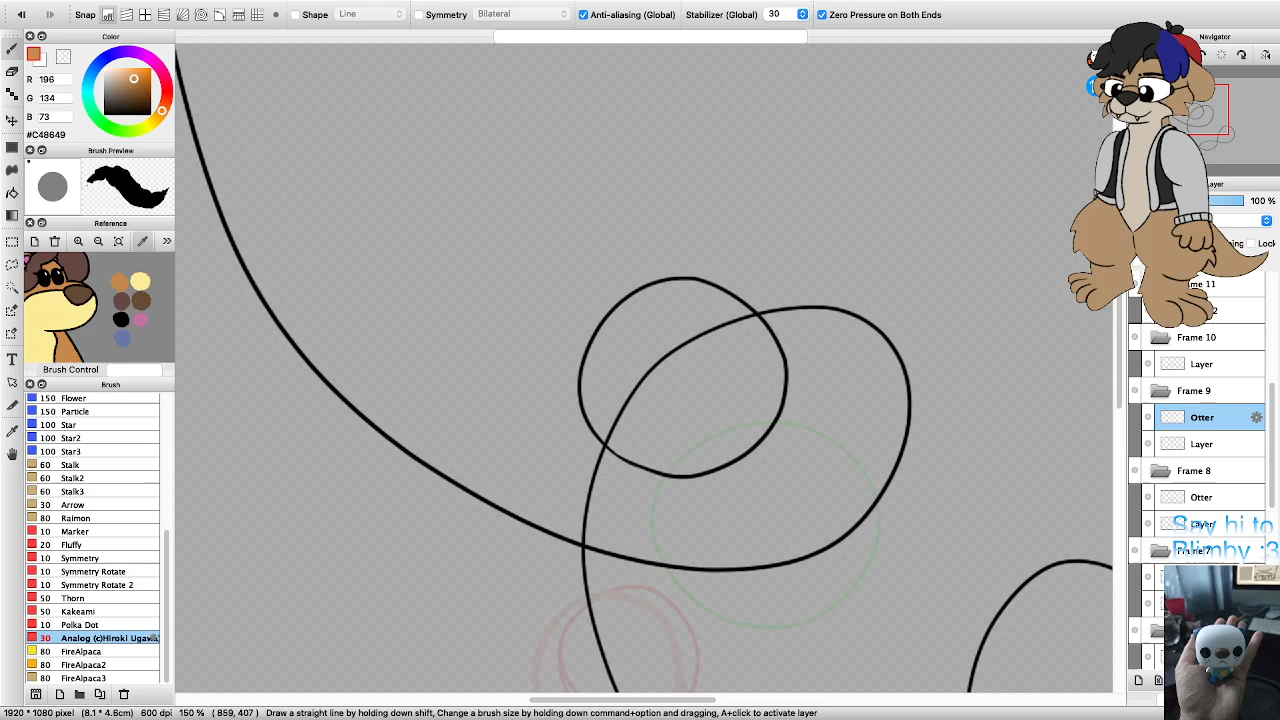 Snap
Shape
Line
Symmetry
Bilateral
Anti-aliasing (Global)
Stabilizer (Global)
30
Zero Pressure on Both Ends
Color
R 196
G 134
B 73
#C48649
Brush Preview
Reference
Brush Control
Brush
150 Flower
150 Particle
100 Star
100 Star2
100 Star3
60 Stalk
60 Stalk2
60 Stalk3
30 Arrow
80 Raimon
10 Marker
20 Fluffy
10 Symmetry
10 Symmetry Rotate
10 Symmetry Rotate 2
50 Thorn
50 Kakeami
10 Polka Dot
30 Analog (c)Hiroki Ugawa
80 FireAlpaca
80 FireAlpaca2
80 FireAlpaca3
Navigator
Layer
100 %
Lock
Frame 10
Layer
Frame 9
Otter
Layer
Frame 8
Otter
Layer
Say hi to
Blimby :3
1920 * 1080 pixel (8.1 * 4.6cm) 600 dpi 150 % ( 859, 407 ) Draw a straight line by holding down shift, Change a brush size by holding down command+option and dragging, A+click to activate layer